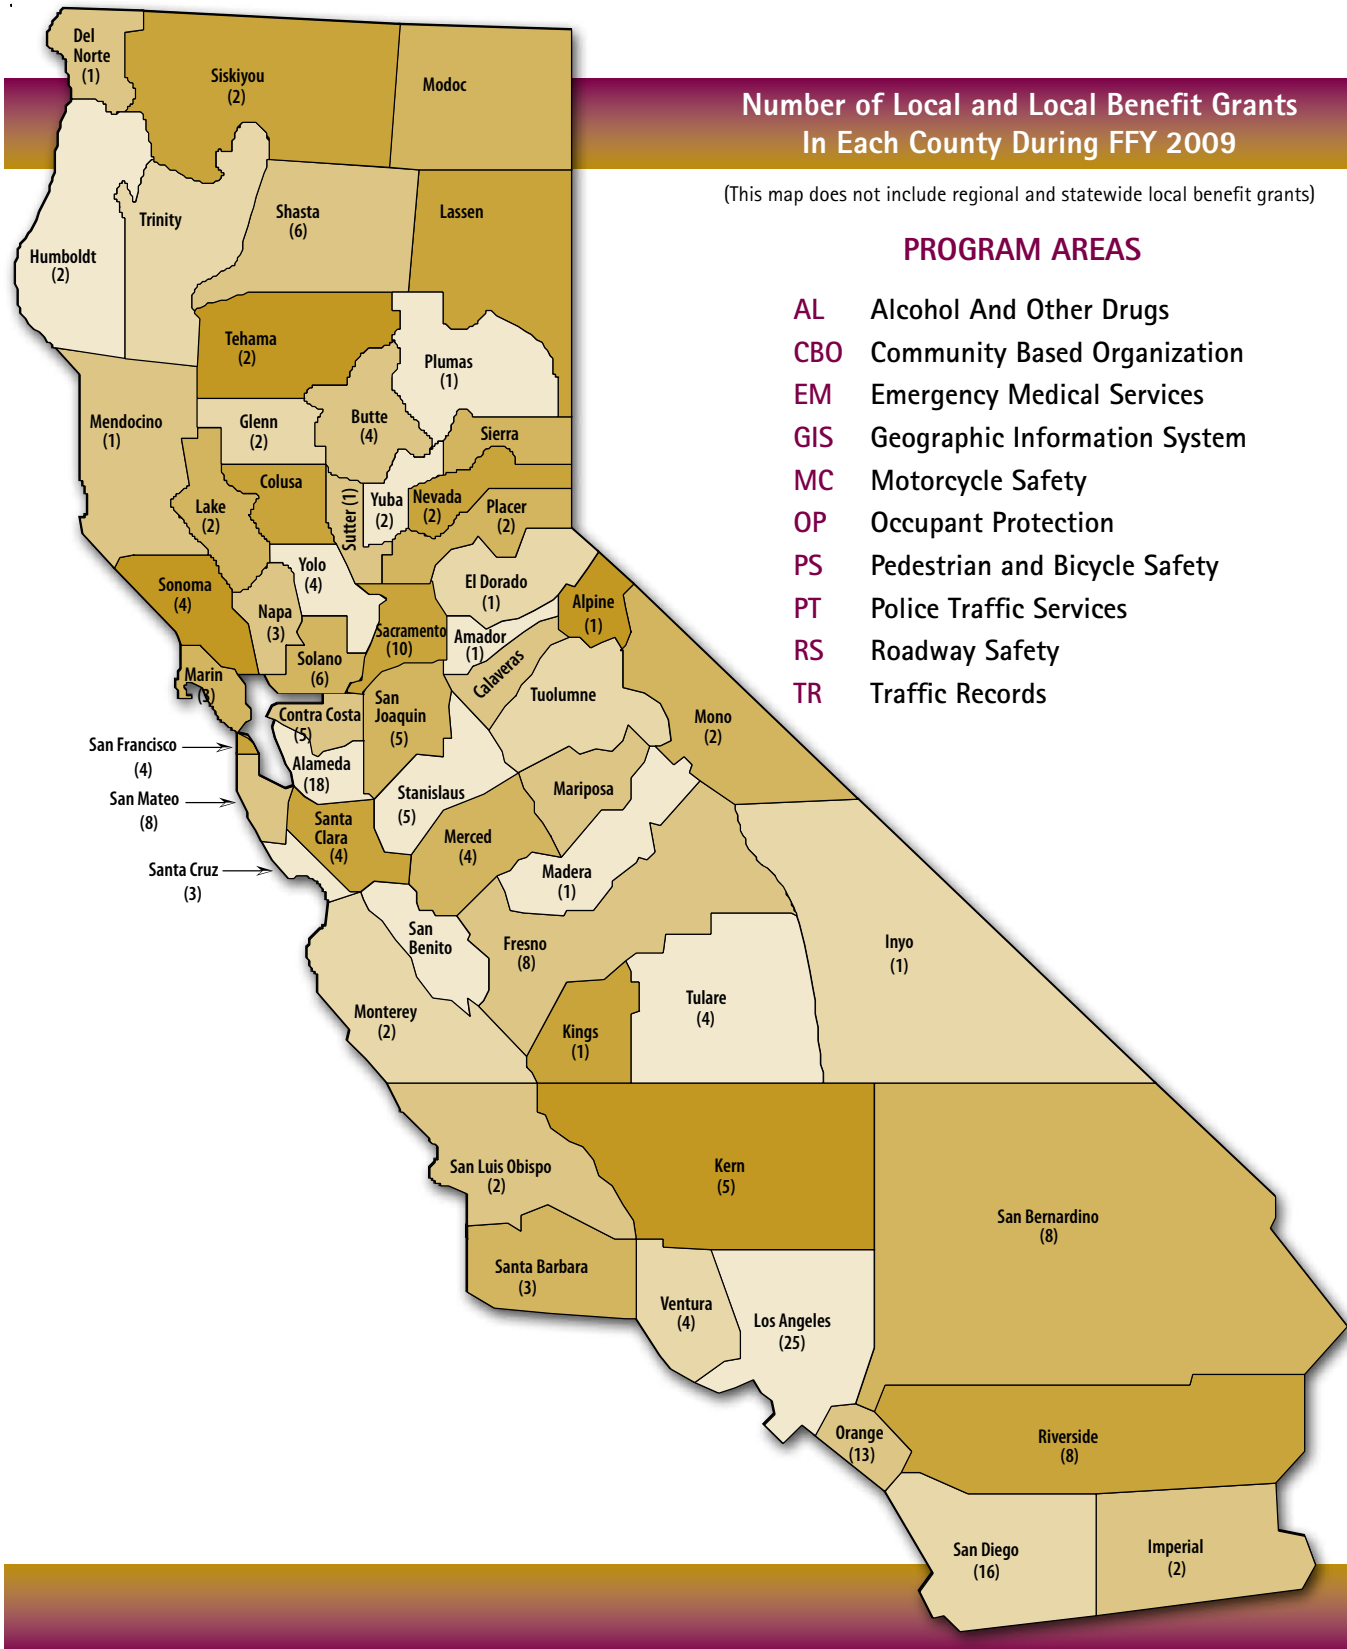 Number of Local and Local Benefit Grants
In Each County During FFY 2009
(This map does not include regional and statewide local benefit grants)
PROGRAM AREAS
AL Alcohol And Other Drugs
CBO Community Based Organization
EM Emergency Medical Services
GIS Geographic Information System
MC Motorcycle Safety
OP Occupant Protection
PS Pedestrian and Bicycle Safety
PT Police Traffic Services
RS Roadway Safety
TR Traffic Records
Del
Norte
(1)
Siskiyou
(2)
Modoc
Humboldt
(2)
Trinity
Shasta
(6)
Lassen
Tehama
(2)
Plumas
(1)
Mendocino
(1)
Glenn
(2)
Butte
(4)
Sierra
Colusa
Lake
(2)
Sutter (1)
Yuba
(2)
Nevada
(2)
Placer
(2)
Sonoma
(4)
Yolo
(4)
Napa
(3)
El Dorado
(1)
Alpine
(1)
Sacramento
(10)
Amador
(1)
Solano
(6)
Marin
(3)
Calaveras
Tuolumne
Contra Costa
(5)
San
Joaquin
(5)
Mono
(2)
San Francisco
(4)
Alameda
(18)
San Mateo
(8)
Stanislaus
(5)
Mariposa
Santa
Clara
(4)
Merced
(4)
Santa Cruz
(3)
Madera
(1)
San
Benito
Fresno
(8)
Inyo
(1)
Monterey
(2)
Kings
(1)
Tulare
(4)
San Luis Obispo
(2)
Kern
(5)
San Bernardino
(8)
Santa Barbara
(3)
Ventura
(4)
Los Angeles
(25)
Orange
(13)
Riverside
(8)
San Diego
(16)
Imperial
(2)